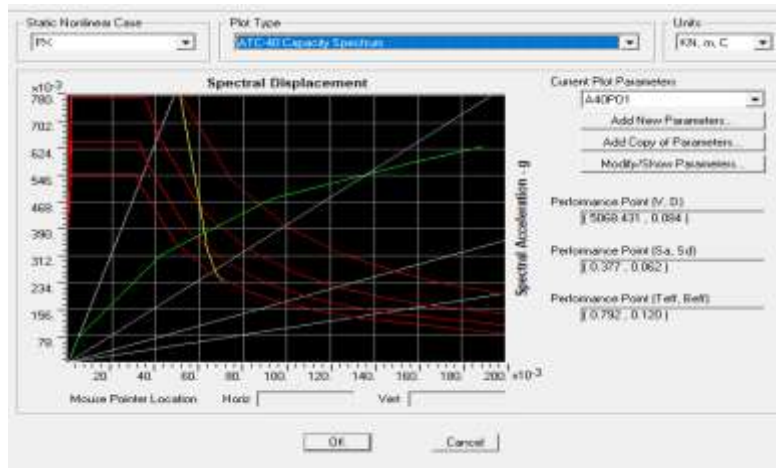 Static Nonlinear Case
Plot Type
Units
PX
ATC-40 Capacity Spectrum
KN, m, C
x10-3
Spectral Displacement
Current Plot Parameters
780.
A40PO1
702.
Add New Parameters...
624.
Add Copy of Parameters...
546.
Modify/Show Parameters...
468.
Spectral Acceleration - g
Performance Point (V, D)
( 5068.431 , 0.084 )
390.
312.
Performance Point (Sa, Sd)
( 0.377 , 0.062 )
234.
156.
Performance Point (Teff, Beff)
( 0.792 , 0.120 )
78.
20. 40. 60. 80. 100. 120. 140. 160. 180. 200. x10-3
Mouse Pointer Location Horiz Vert
OK Cancel